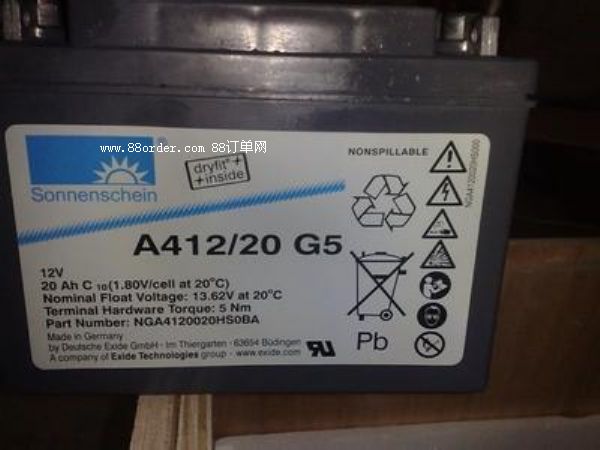 www.88order.com 88订单网
Sonnenschein
dryfit
inside
NONSPILLABLE
NGA4120020HS000
A412/20 G5
12V
20 Ah C 10 (1.80V/cell at 20°C)
Nominal Float Voltage: 13.62V at 20°C
Terminal Hardware Torque: 5 Nm
Part Number: NGA4120020HS0BA
Made in Germany
by Deutsche Exide GmbH - Im Thiergarten - 63654 Büdingen
A company of Exide Technologies group - www.exide.com
Pb